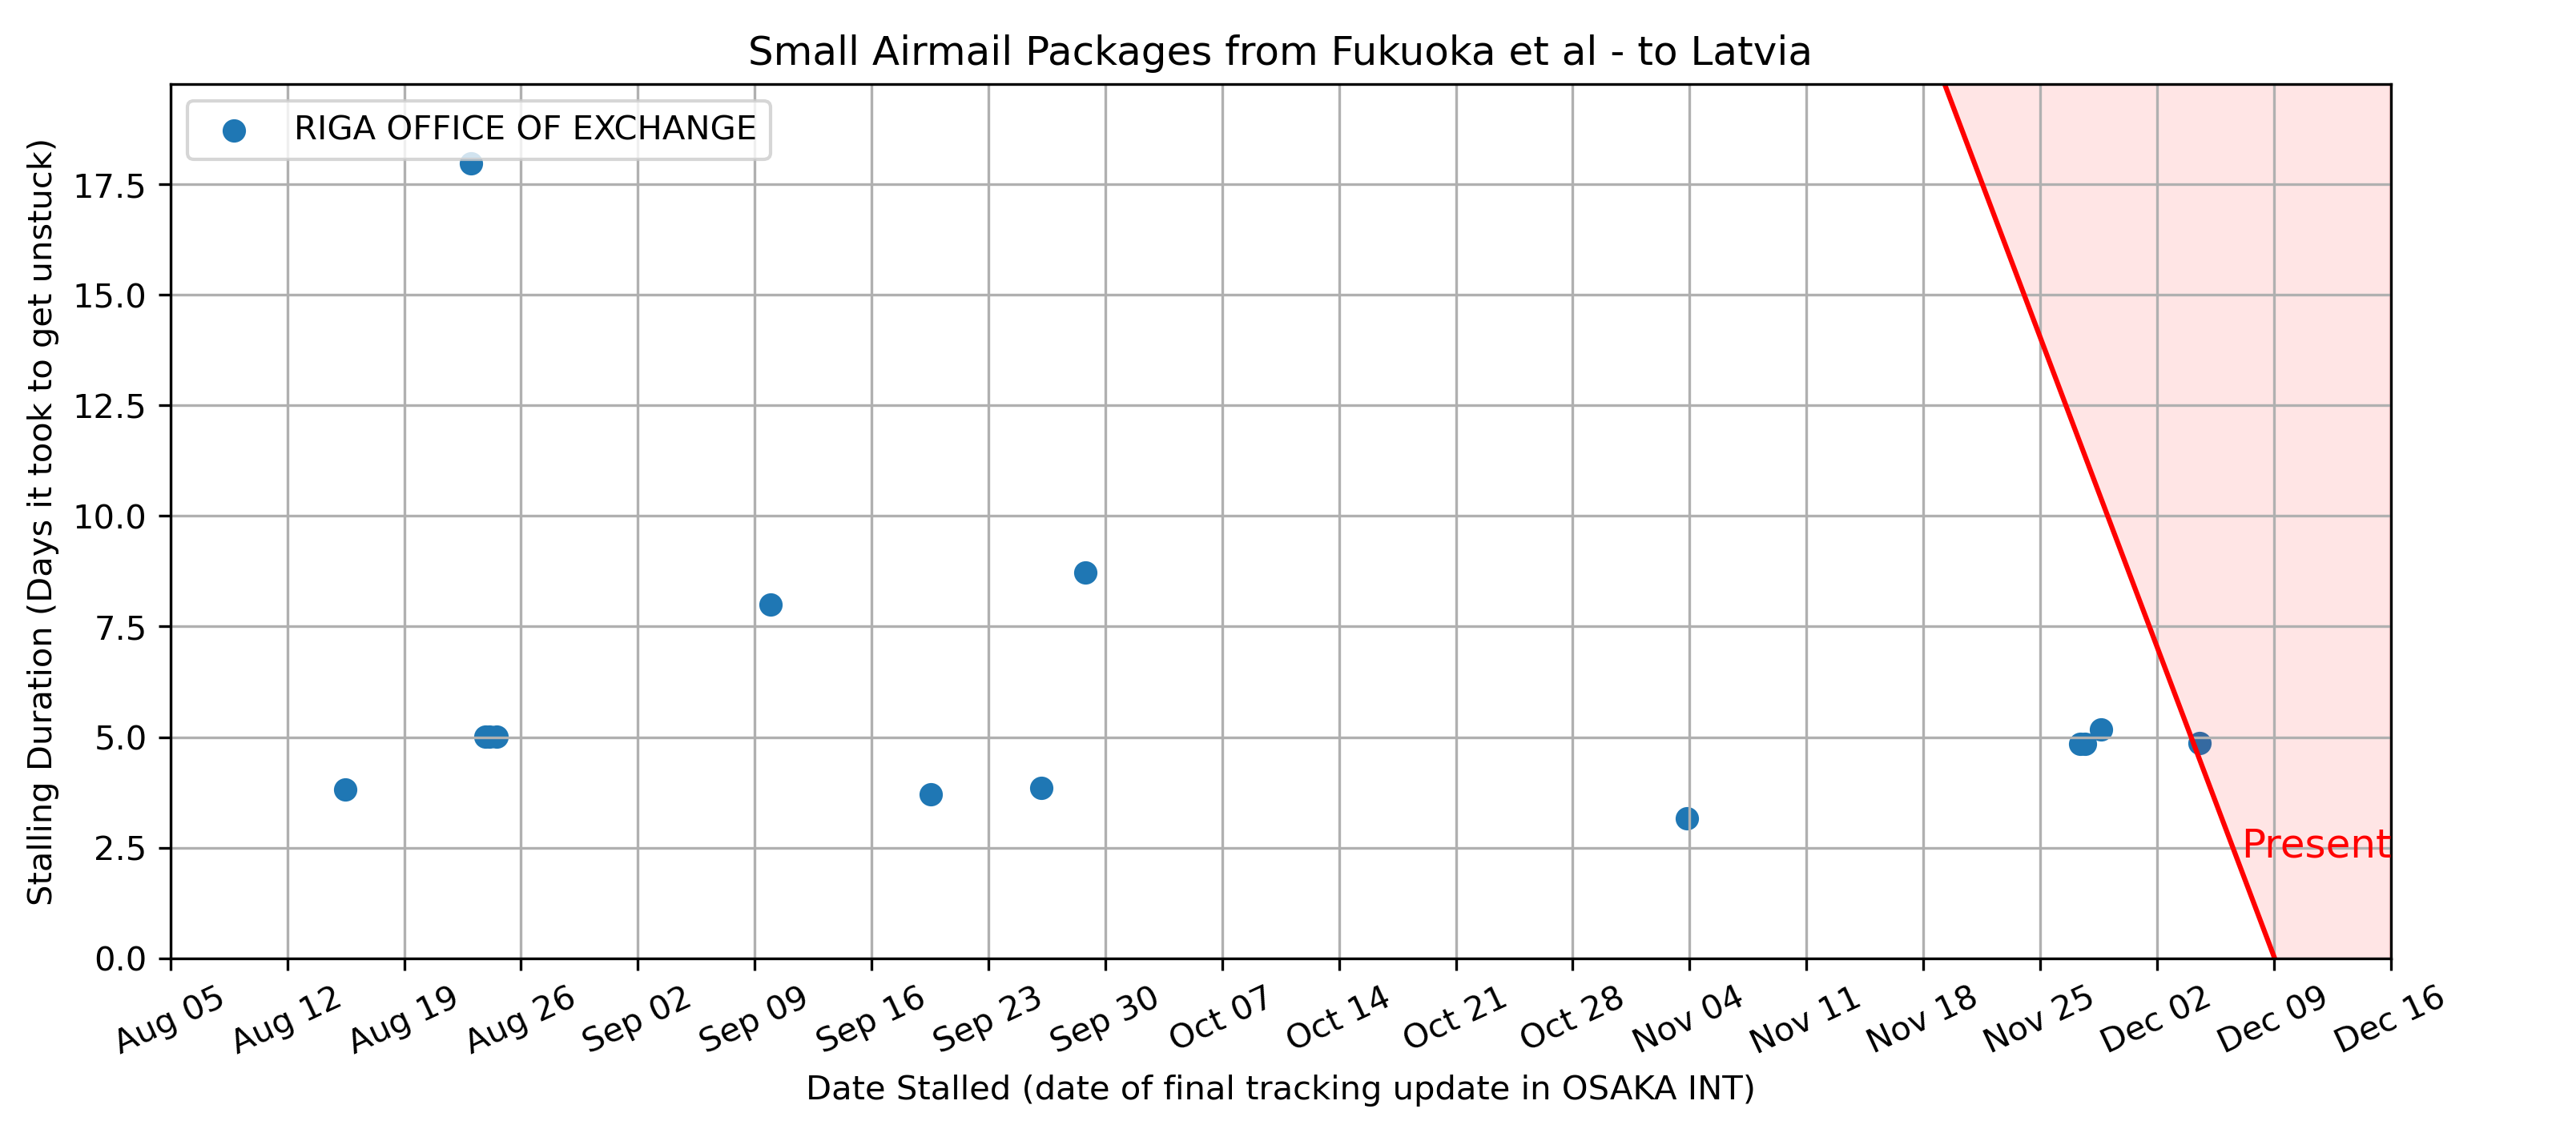 Small Airmail Packages from Fukuoka et al - to Latvia
RIGA OFFICE OF EXCHANGE
Stalling Duration (Days it took to get unstuck)
17.5
15.0
12.5
10.0
7.5
5.0
2.5
0.0
Present
Aug 05 Aug 12 Aug 19 Aug 26 Sep 02 Sep 09 Sep 16 Sep 23 Sep 30 Oct 07 Oct 14 Oct 21 Oct 28 Nov 04 Nov 11 Nov 18 Nov 25 Dec 02 Dec 09 Dec 16
Date Stalled (date of final tracking update in OSAKA INT)